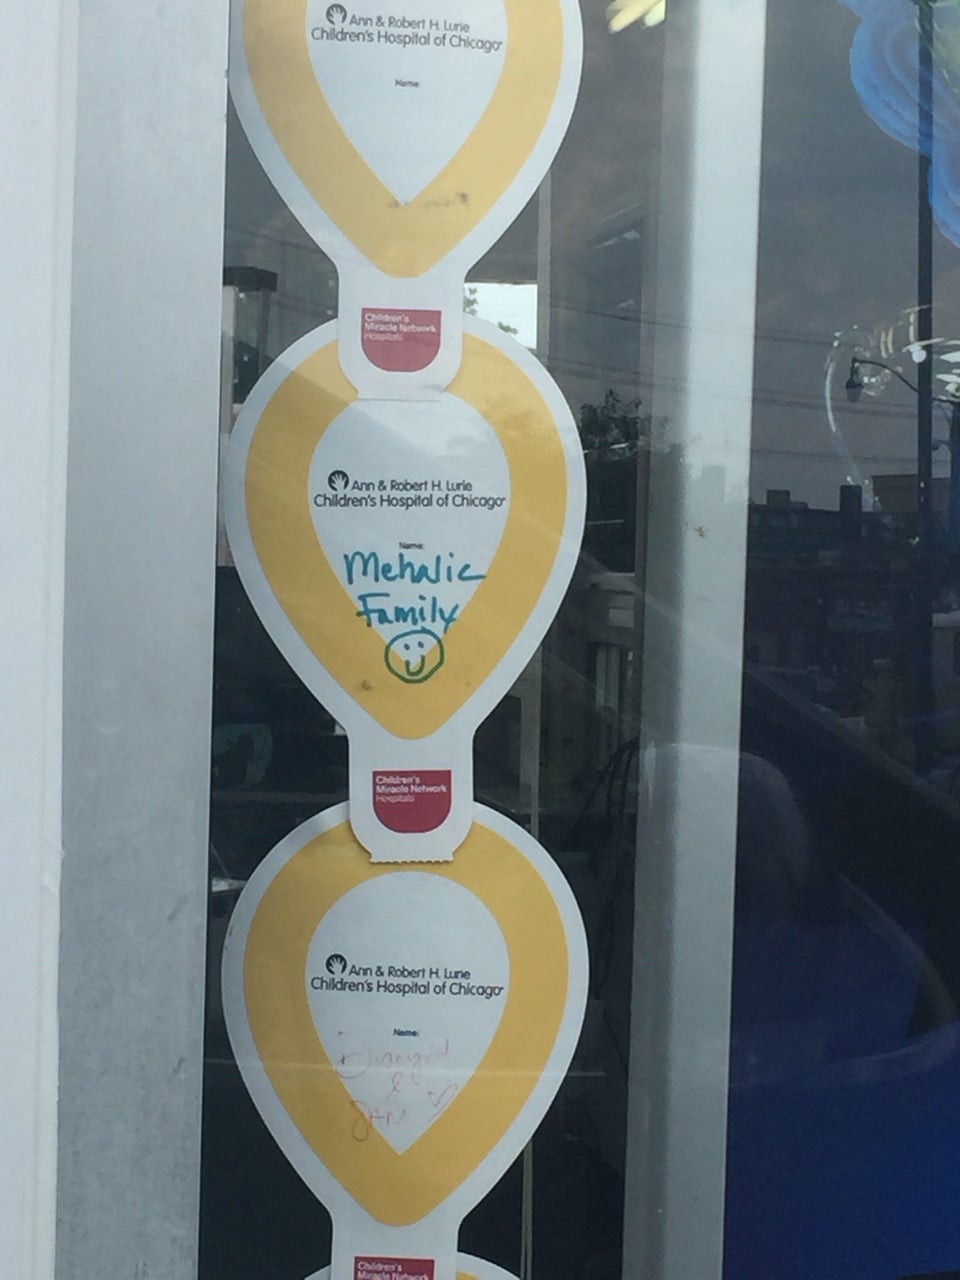 Ann & Robert H. Lurie
Children's Hospital of Chicago
Name:
Children's
Miracle Network
Hospitals
Ann & Robert H. Lurie
Children's Hospital of Chicago
Name:
Mehalic
Family
Children's
Miracle Network
Hospitals
Ann & Robert H. Lurie
Children's Hospital of Chicago
Name:
&
Children's
Miracle Network